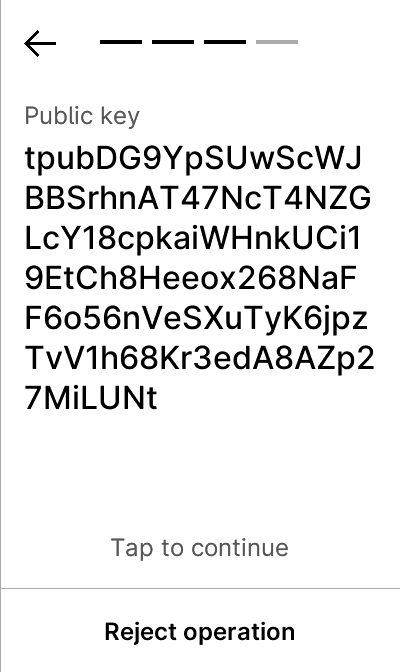 Public key
tpubDG9YpSUwScWJ
BBSrhnAT47NcT4NZG
LcY18cpkaiWHnkUCi1
9EtCh8Heeox268NaF
F6o56nVeSXuTyK6jpz
TvV1h68Kr3edA8AZp2
7MiLUNt
Tap to continue
Reject operation